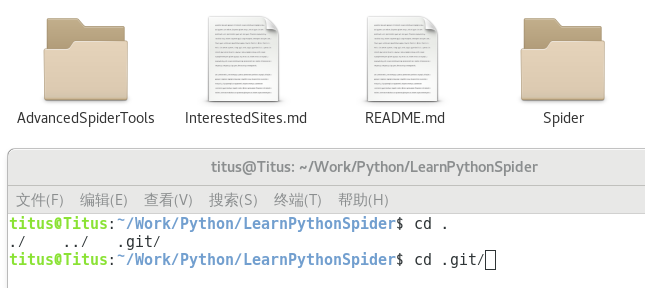 AdvancedSpiderTools InterestedSites.md README.md Spider
titus@Titus: ~/Work/Python/LearnPythonSpider
文件(F) 编辑(E) 查看(V) 搜索(S) 终端(T) 帮助(H)
titus@Titus:~/Work/Python/LearnPythonSpider$ cd .
./ ../ .git/
titus@Titus:~/Work/Python/LearnPythonSpider$ cd .git/